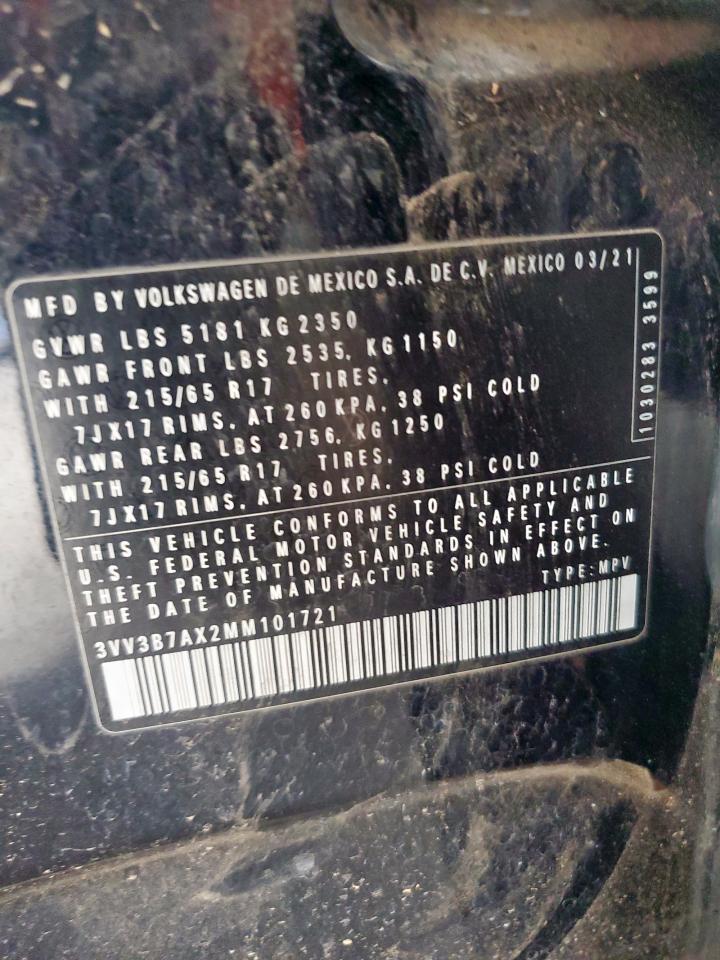 MFD BY VOLKSWAGEN DE MEXICO S.A. DE C.V. MEXICO 03/21
GVWR LBS 5181 KG 2350
GAWR FRONT LBS 2535. KG 1150
WITH 215/65 R17 TIRES,
7JX17 RIMS, AT 260 KPA, 38 PSI COLD
GAWR REAR LBS 2756. KG 1250
WITH 215/65 R17 TIRES,
7JX17 RIMS, AT 260 KPA, 38 PSI COLD
1030283 3599
THIS VEHICLE CONFORMS TO ALL APPLICABLE
U.S. FEDERAL MOTOR VEHICLE SAFETY AND
THEFT PREVENTION STANDARDS IN EFFECT ON
THE DATE OF MANUFACTURE SHOWN ABOVE.
3VV3B7AX2MM101721 TYPE: MPV